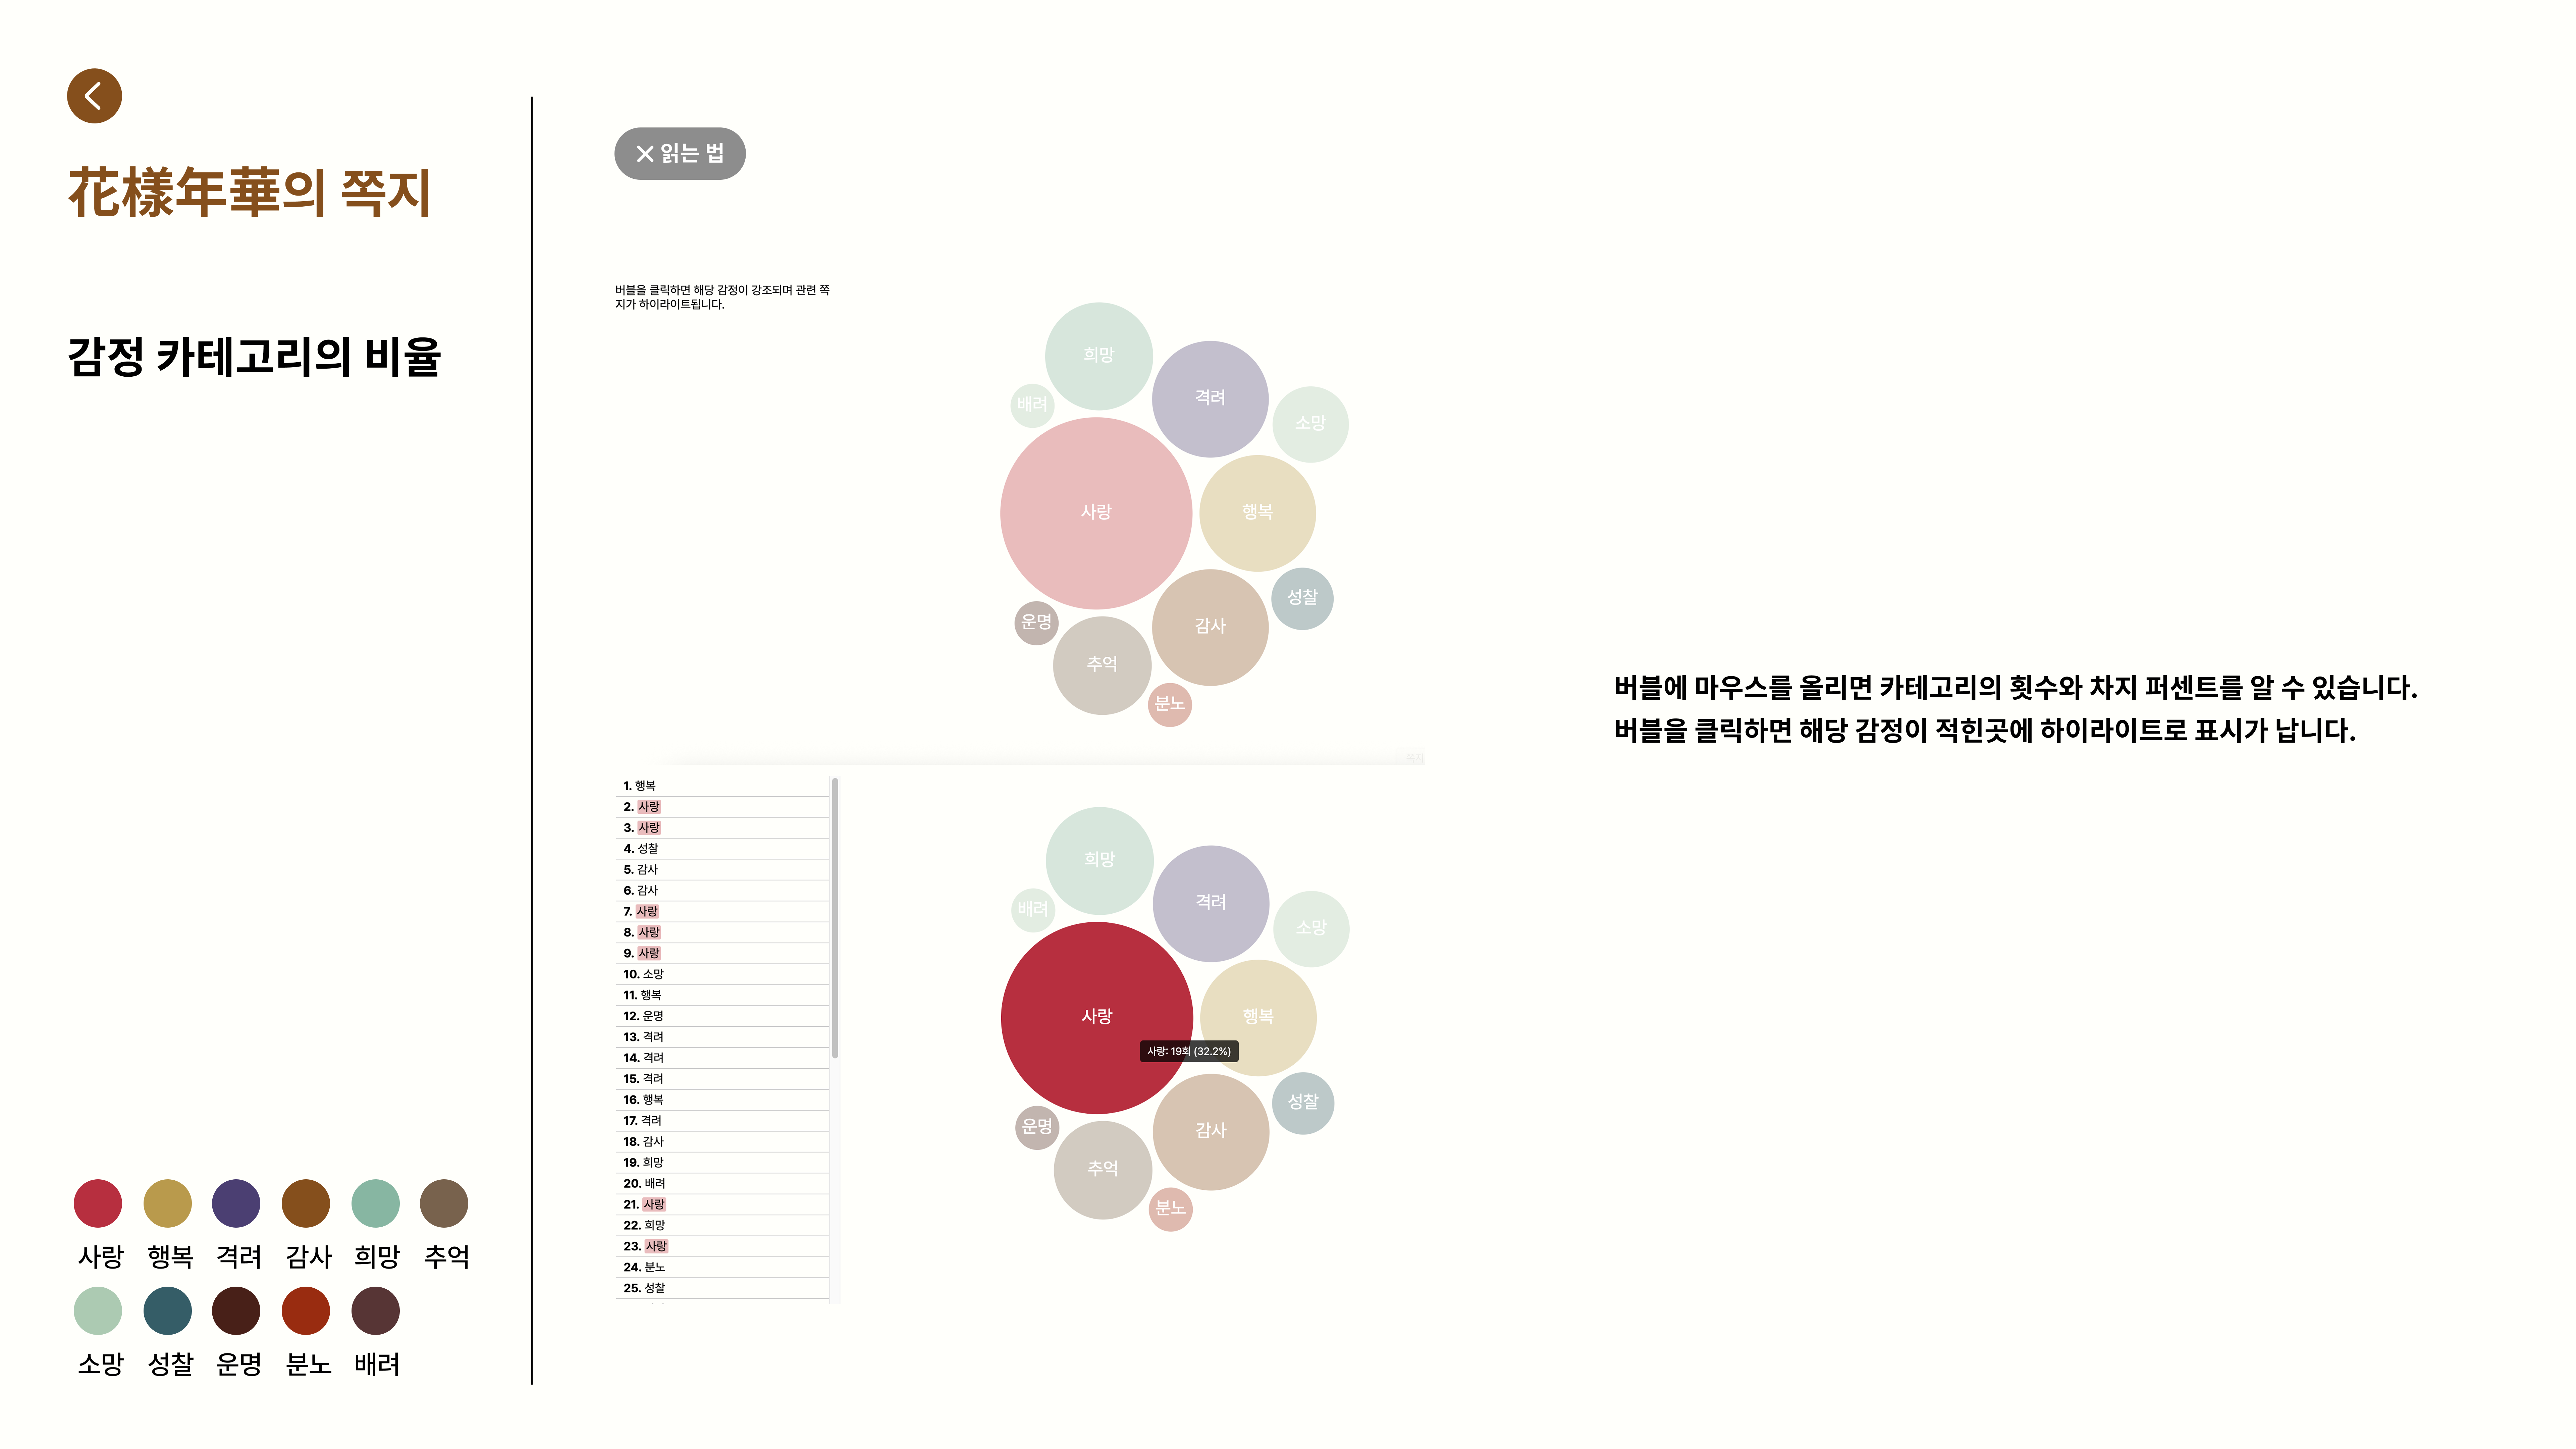 花樣年華의 쪽지
감정 카테고리의 비율
사랑
행복
격려
감사
희망
추억
소망
성찰
운명
분노
배려
읽는 법
버블을 클릭하면 해당 감정이 강조되며 관련 쪽
지가 하이라이트됩니다.
희망
격려
배려
소망
사랑
행복
성찰
감사
운명
추억
분노
쪽지
1. 행복
2. 사랑
3. 사랑
4. 성찰
5. 감사
6. 감사
7. 사랑
8. 사랑
9. 사랑
10. 소망
11. 행복
12. 운명
13. 격려
14. 격려
15. 격려
16. 행복
17. 격려
18. 감사
19. 희망
20. 배려
21. 사랑
22. 희망
23. 사랑
24. 분노
25. 성찰
희망
격려
배려
소망
사랑
행복
사랑: 19회 (32.2%)
성찰
운명
감사
추억
분노
버블에 마우스를 올리면 카테고리의 횟수와 차지 퍼센트를 알 수 있습니다.
버블을 클릭하면 해당 감정이 적힌곳에 하이라이트로 표시가 납니다.